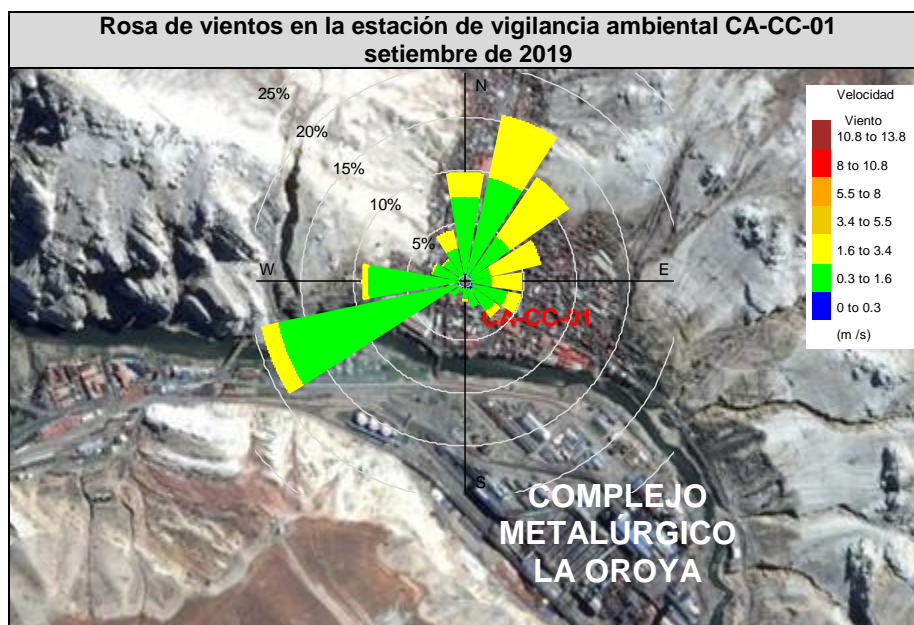 Rosa de vientos en la estación de vigilancia ambiental CA-CC-01
setiembre de 2019
N
25%
20%
15%
10%
5%
W
E
S
CA-CC-01
COMPLEJO
METALÚRGICO
LA OROYA
Velocidad
Viento
10.8 to 13.8
8 to 10.8
5.5 to 8
3.4 to 5.5
1.6 to 3.4
0.3 to 1.6
0 to 0.3
(m /s)